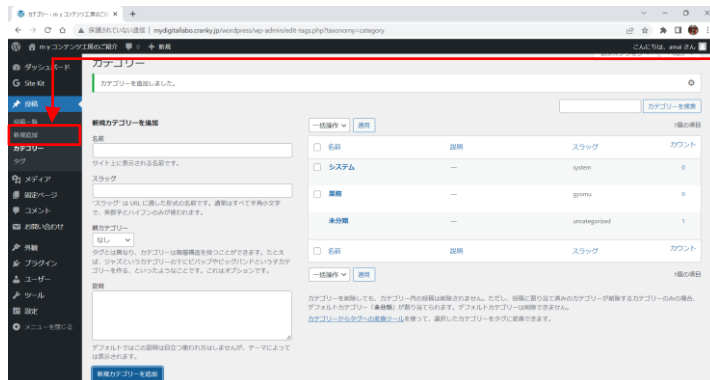 カテゴリー ‹ my コンテンツ工房のご紹介
保護されていない通信 | mydigitallabo.cranky.jp/wordpress/wp-admin/edit-tags.php?taxonomy=category
my コンテンツ工房のご紹介 0 + 新規
こんにちは、amai さん
ダッシュボード
Site Kit
投稿
投稿一覧
新規追加
カテゴリー
タグ
メディア
固定ページ
コメント
お問い合わせ
外観
プラグイン
ユーザー
ツール
設定
メニューを閉じる
カテゴリー
カテゴリーを追加しました。
カテゴリーを検索
新規カテゴリーを追加
名前
サイト上に表示される名前です。
スラッグ
"スラッグ" は URL に適した形式の名前です。通常はすべて半角小文字
で、英数字とハイフンのみが使われます。
親カテゴリー
なし
タグとは異なり、カテゴリーは階層構造を持つことができます。たとえ
ば、ジャズというカテゴリーの下にビバップやビッグバンドという子カテ
ゴリーを作る、といったようなことです。これはオプションです。
説明
デフォルトではこの説明は目立つ使われ方はしませんが、テーマによって
は表示されます。
新規カテゴリーを追加
一括操作 適用 3個の項目
名前 説明 スラッグ カウント
システム — system 0
業務 — gyomu 0
未分類 — uncategorized 1
名前 説明 スラッグ カウント
一括操作 適用 3個の項目
カテゴリーを削除しても、カテゴリー内の投稿は削除されません。ただし、投稿に割り当て済みのカテゴリーが削除するカテゴリーのみの場合、
デフォルトカテゴリー（未分類）が割り当てられます。デフォルトカテゴリーは削除できません。
カテゴリーからタグへの変換ツールを使って、選択したカテゴリーをタグに変換できます。